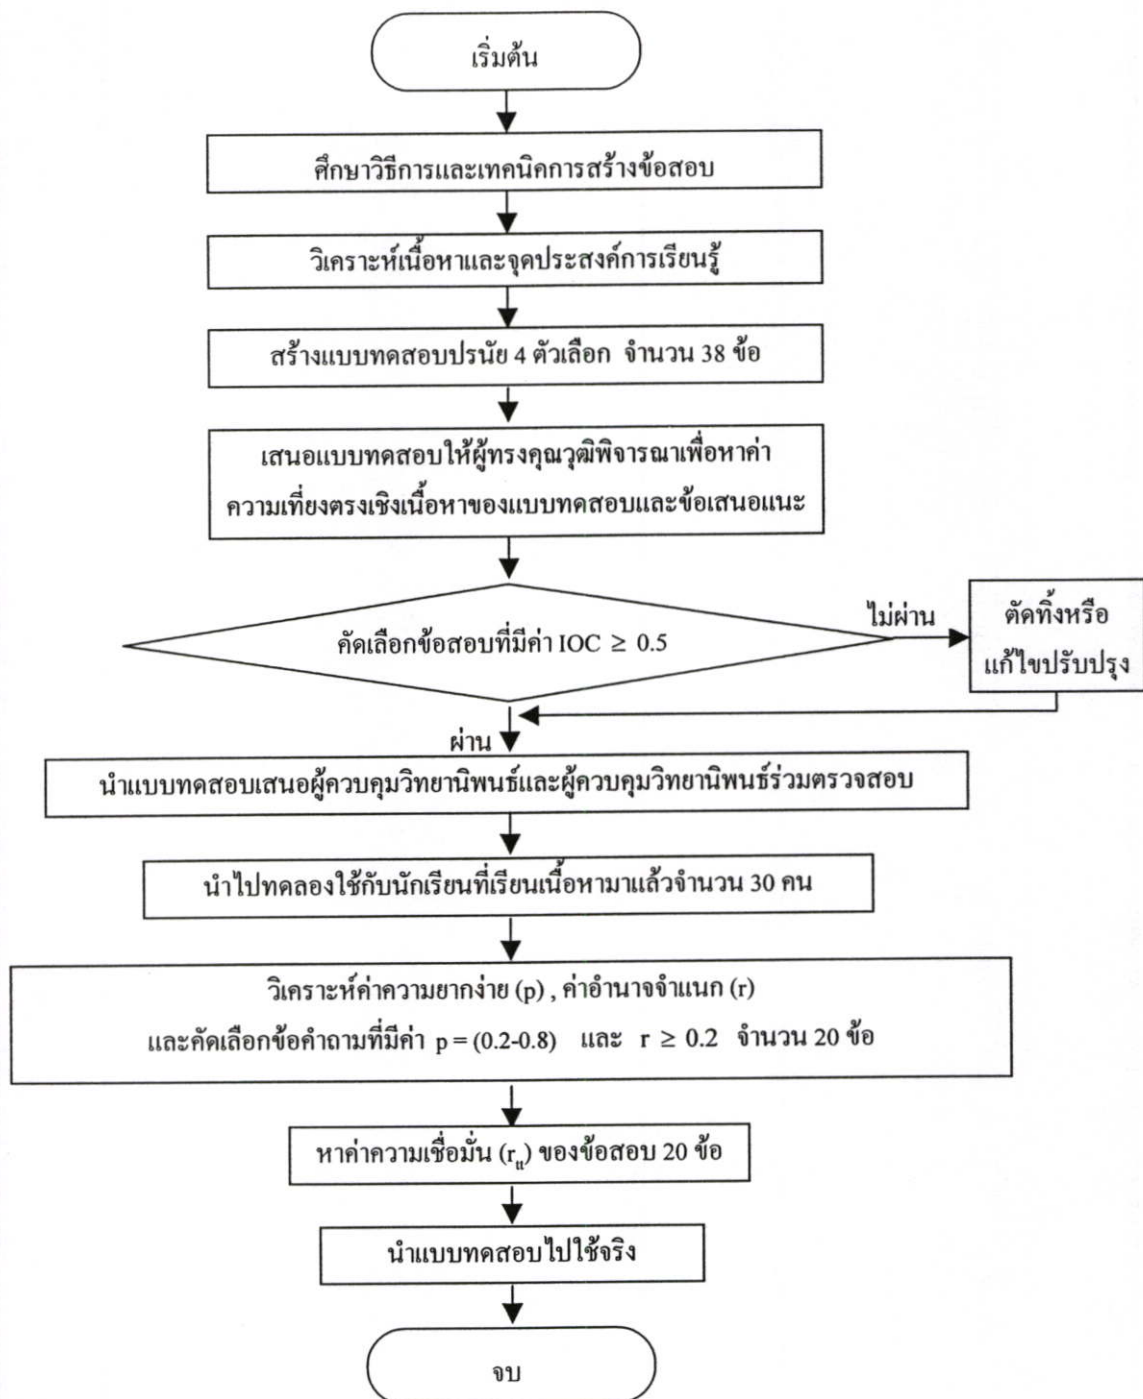 เริ่มต้น
ศึกษาวิธีการและเทคนิคการสร้างข้อสอบ
วิเคราะห์เนื้อหาและจุดประสงค์การเรียนรู้
สร้างแบบทดสอบปรนัย 4 ตัวเลือก จำนวน 38 ข้อ
เสนอแบบทดสอบให้ผู้ทรงคุณวุฒิพิจารณาเพื่อหาค่า
ความเที่ยงตรงเชิงเนื้อหาของแบบทดสอบและข้อเสนอแนะ
คัดเลือกข้อสอบที่มีค่า IOC ≥ 0.5
ไม่ผ่าน
ตัดทิ้งหรือ
แก้ไขปรับปรุง
ผ่าน
นำแบบทดสอบเสนอผู้ควบคุมวิทยานิพนธ์และผู้ควบคุมวิทยานิพนธ์ร่วมตรวจสอบ
นำไปทดลองใช้กับนักเรียนที่เรียนเนื้อหามาแล้วจำนวน 30 คน
วิเคราะห์ค่าความยากง่าย (p) , ค่าอำนาจจำแนก (r)
และคัดเลือกข้อคำถามที่มีค่า p = (0.2-0.8) และ r ≥ 0.2 จำนวน 20 ข้อ
หาค่าความเชื่อมั่น (rtt) ของข้อสอบ 20 ข้อ
นำแบบทดสอบไปใช้จริง
จบ